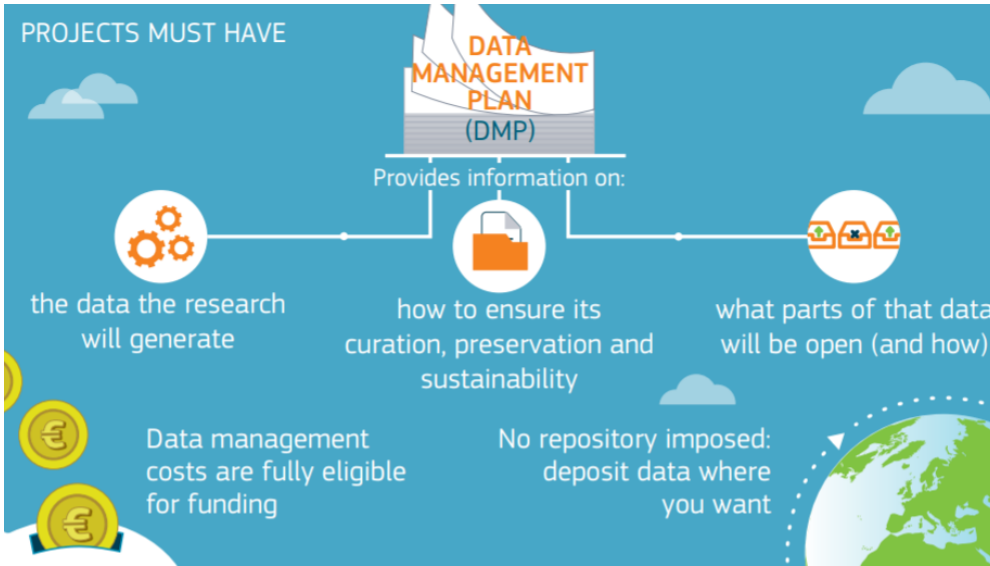 PROJECTS MUST HAVE
DATA
MANAGEMENT
PLAN
(DMP)
Provides information on:
the data the research
will generate
how to ensure its
curation, preservation and
sustainability
what parts of that data
will be open (and how)
Data management
costs are fully eligible
for funding
No repository imposed:
deposit data where
you want
€
€